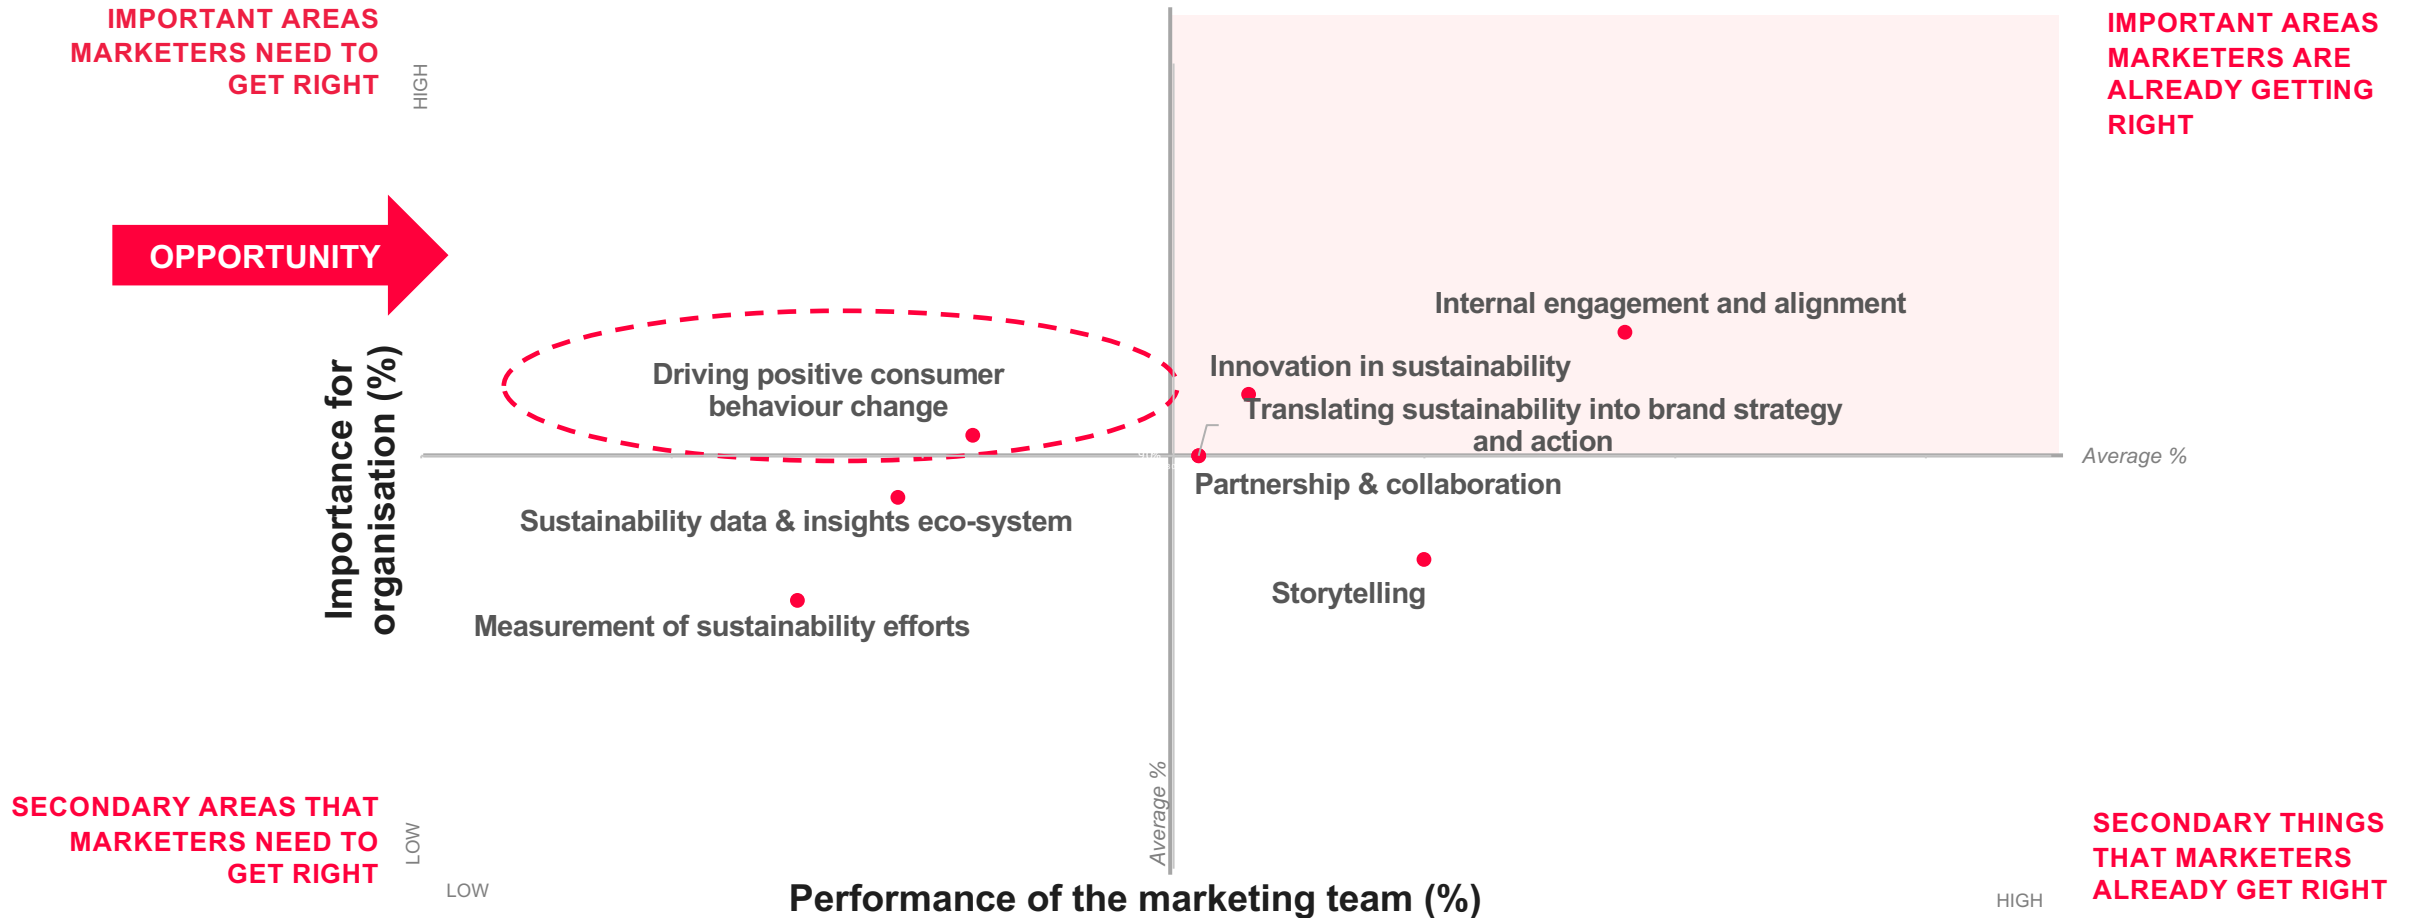 IMPORTANT AREAS
MARKETERS NEED TO
GET RIGHT
HIGH
IMPORTANT AREAS
MARKETERS ARE
ALREADY GETTING
RIGHT
OPPORTUNITY
Internal engagement and alignment
Innovation in sustainability
Driving positive consumer
behaviour change
Translating sustainability into brand strategy
and action
Importance for
organisation (%)
Average %
Partnership & collaboration
Sustainability data & insights eco-system
Storytelling
Measurement of sustainability efforts
Average %
SECONDARY AREAS THAT
MARKETERS NEED TO
GET RIGHT
LOW
LOW
Performance of the marketing team (%)
HIGH
SECONDARY THINGS
THAT MARKETERS
ALREADY GET RIGHT